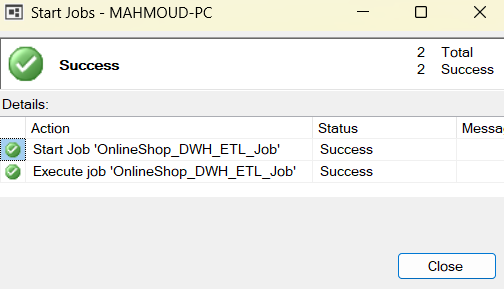 Start Jobs - MAHMOUD-PC
Success
2 Total
2 Success
Details:
Action Status Messa
Start Job 'OnlineShop_DWH_ETL_Job' Success
Execute job 'OnlineShop_DWH_ETL_Job' Success
Close